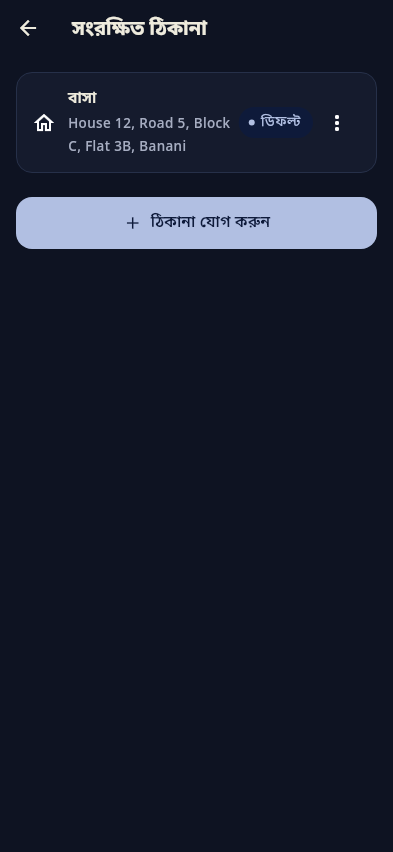 সংরক্ষিত ঠিকানা
বাসা
House 12, Road 5, Block
C, Flat 3B, Banani
ডিফল্ট
ঠিকানা যোগ করুন